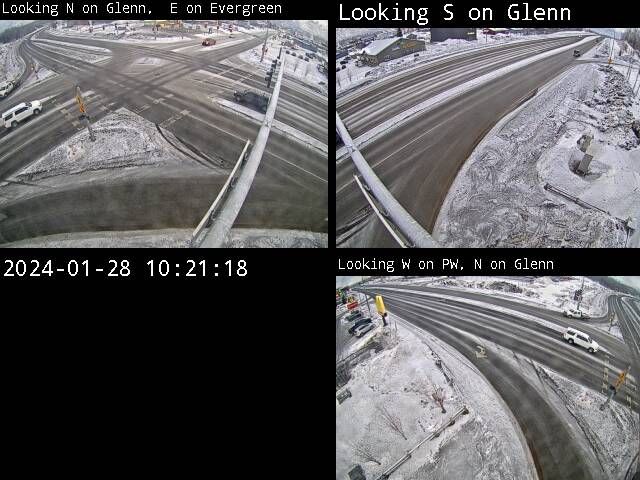 Looking N on Glenn,  E on Evergreen
Looking S on Glenn
2024-01-28 10:21:18
Looking W on PW, N on Glenn